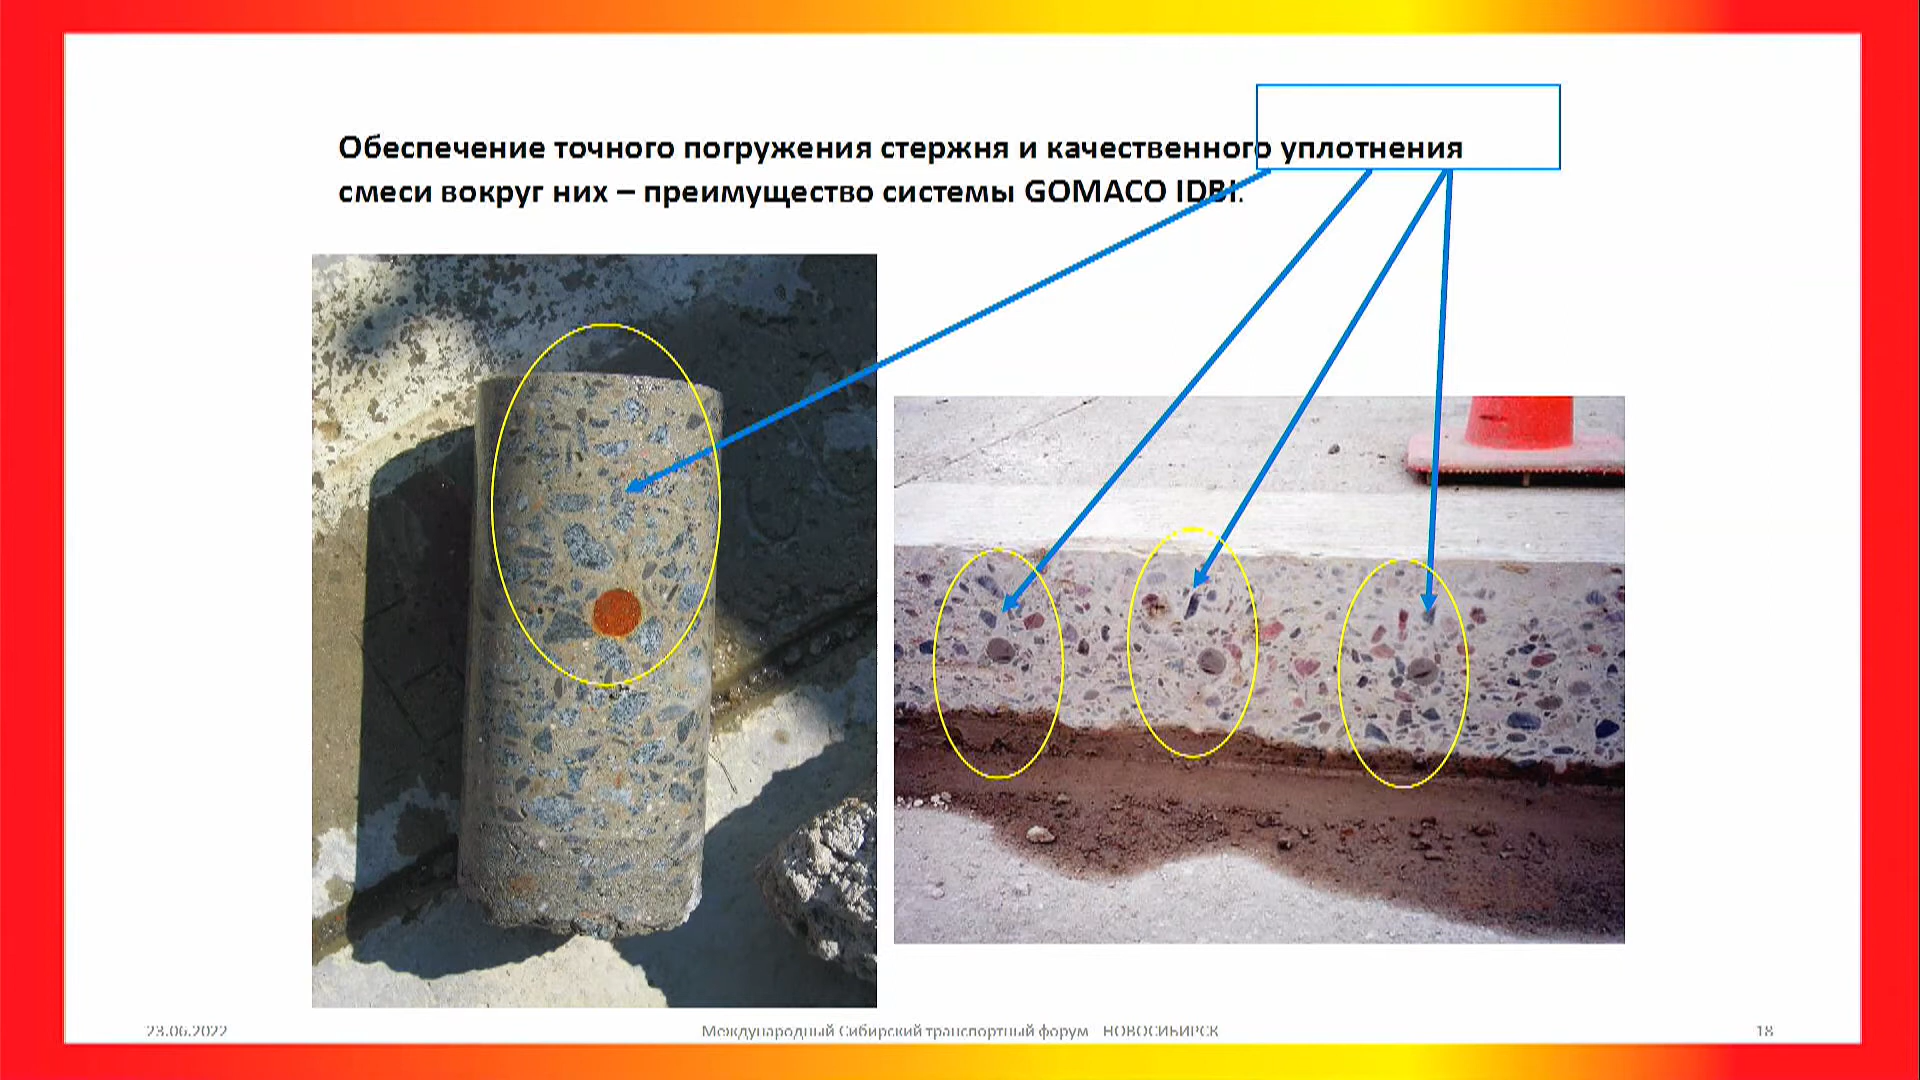 Обеспечение точного погружения стержня и качественного уплотнения
смеси вокруг них – преимущество системы GOMACO IDBI.
23.06.2022
Международный Сибирский транспортный форум НОВОСИБИРСК
18